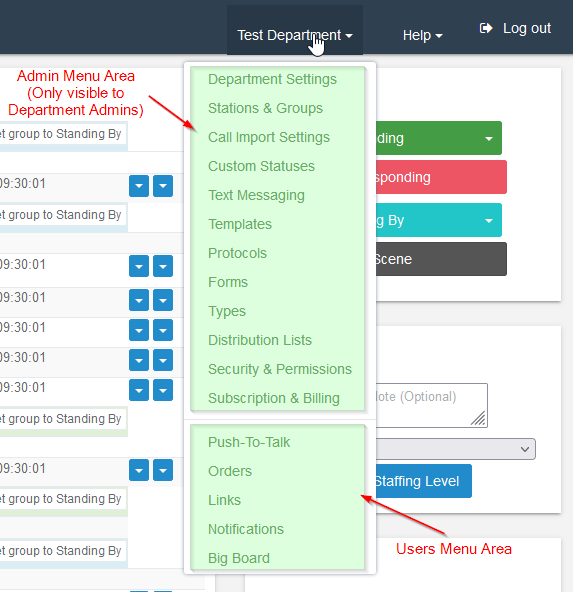 Test Department
Help
Log out
Admin Menu Area
(Only visible to
Department Admins)
Department Settings
Stations & Groups
Call Import Settings
Custom Statuses
Text Messaging
Templates
Protocols
Forms
Types
Distribution Lists
Security & Permissions
Subscription & Billing
Push-To-Talk
Orders
Links
Notifications
Big Board
Users Menu Area
et group to Standing By
09:30:01
et group to Standing By
09:30:01
09:30:01
09:30:01
09:30:01
09:30:01
et group to Standing By
09:30:01
et group to Standing By
et group to Standing By
ding
sponding
g By
Scene
Note (Optional)
Staffing Level